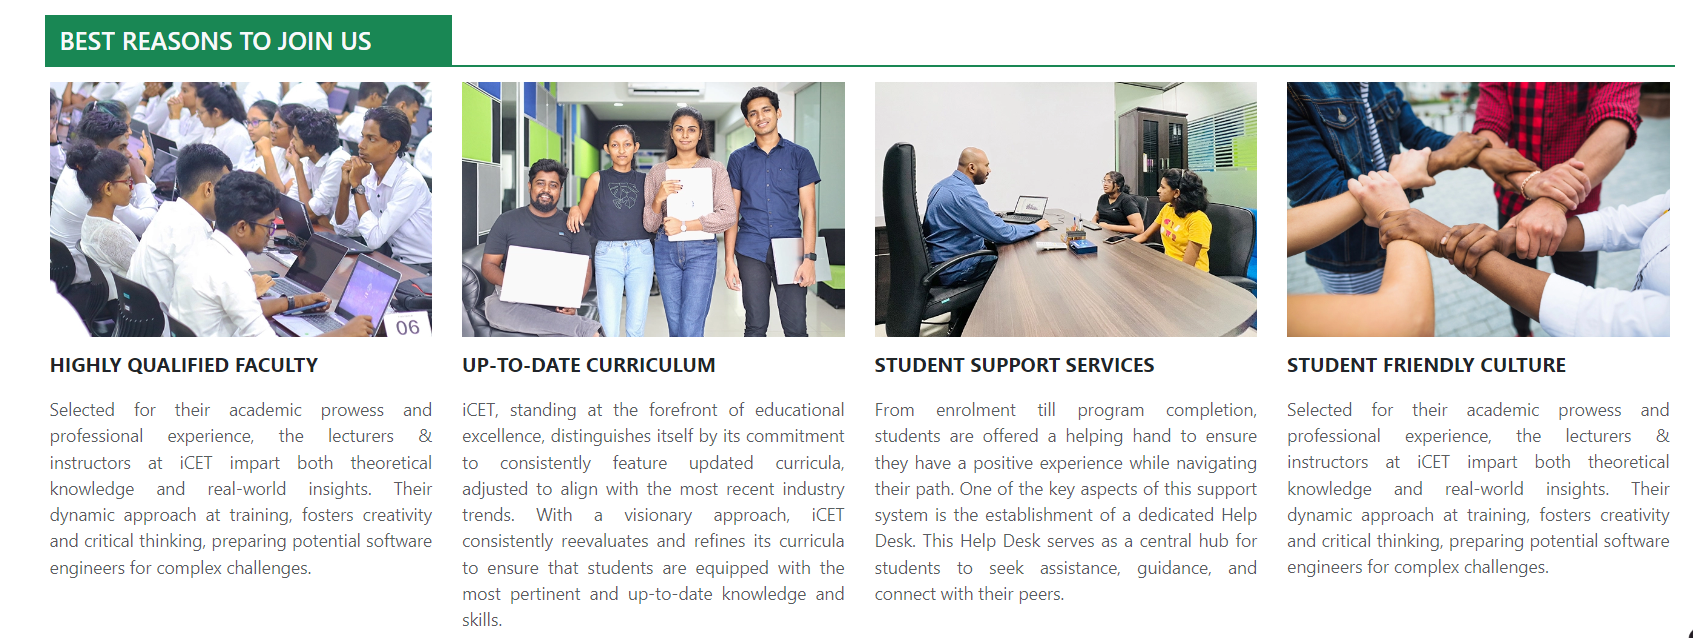 BEST REASONS TO JOIN US
06
HIGHLY QUALIFIED FACULTY
Selected for their academic prowess and
professional experience, the lecturers &
instructors at iCET impart both theoretical
knowledge and real-world insights. Their
dynamic approach at training, fosters creativity
and critical thinking, preparing potential software
engineers for complex challenges.
UP-TO-DATE CURRICULUM
iCET, standing at the forefront of educational
excellence, distinguishes itself by its commitment
to consistently feature updated curricula,
adjusted to align with the most recent industry
trends. With a visionary approach, iCET
consistently reevaluates and refines its curricula
to ensure that students are equipped with the
most pertinent and up-to-date knowledge and
skills.
STUDENT SUPPORT SERVICES
From enrolment till program completion,
students are offered a helping hand to ensure
they have a positive experience while navigating
their path. One of the key aspects of this support
system is the establishment of a dedicated Help
Desk. This Help Desk serves as a central hub for
students to seek assistance, guidance, and
connect with their peers.
STUDENT FRIENDLY CULTURE
Selected for their academic prowess and
professional experience, the lecturers &
instructors at iCET impart both theoretical
knowledge and real-world insights. Their
dynamic approach at training, fosters creativity
and critical thinking, preparing potential software
engineers for complex challenges.